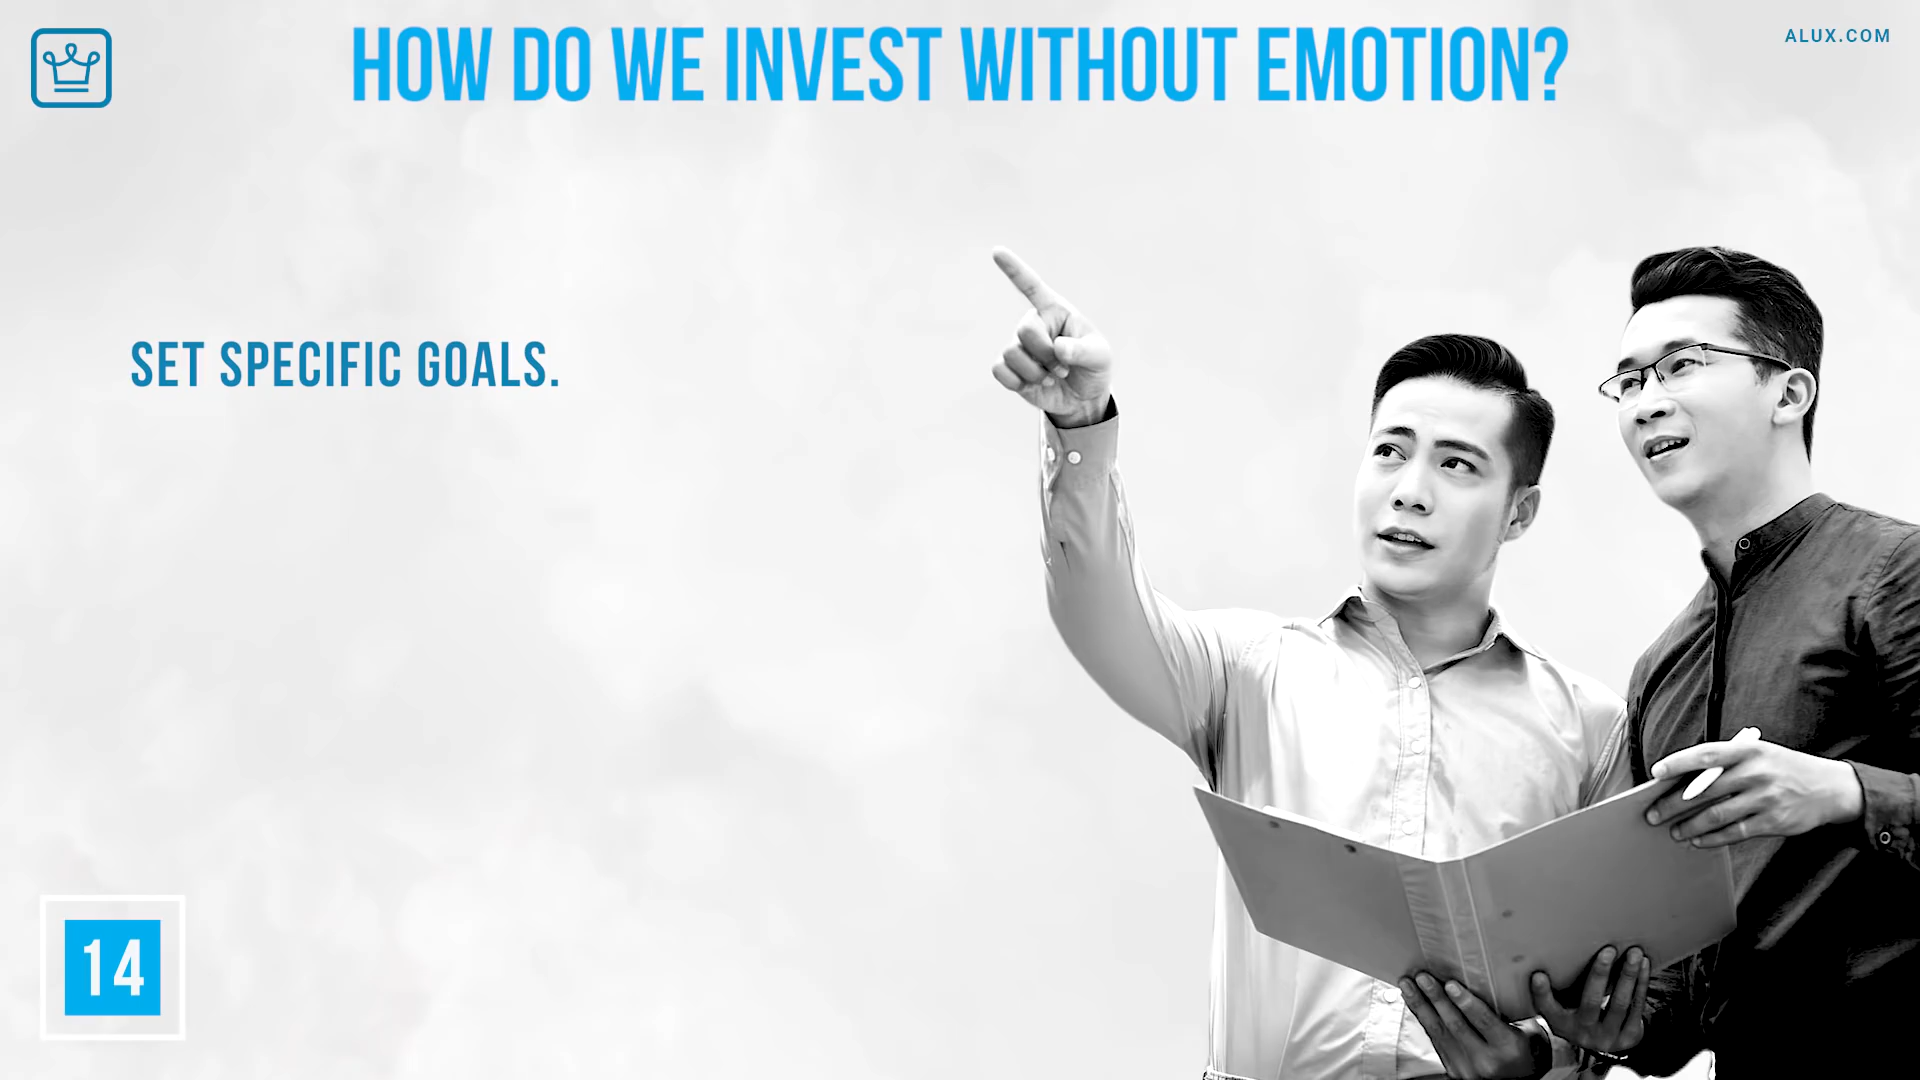 HOW DO WE INVEST WITHOUT EMOTION?
ALUX.COM
SET SPECIFIC GOALS.
14